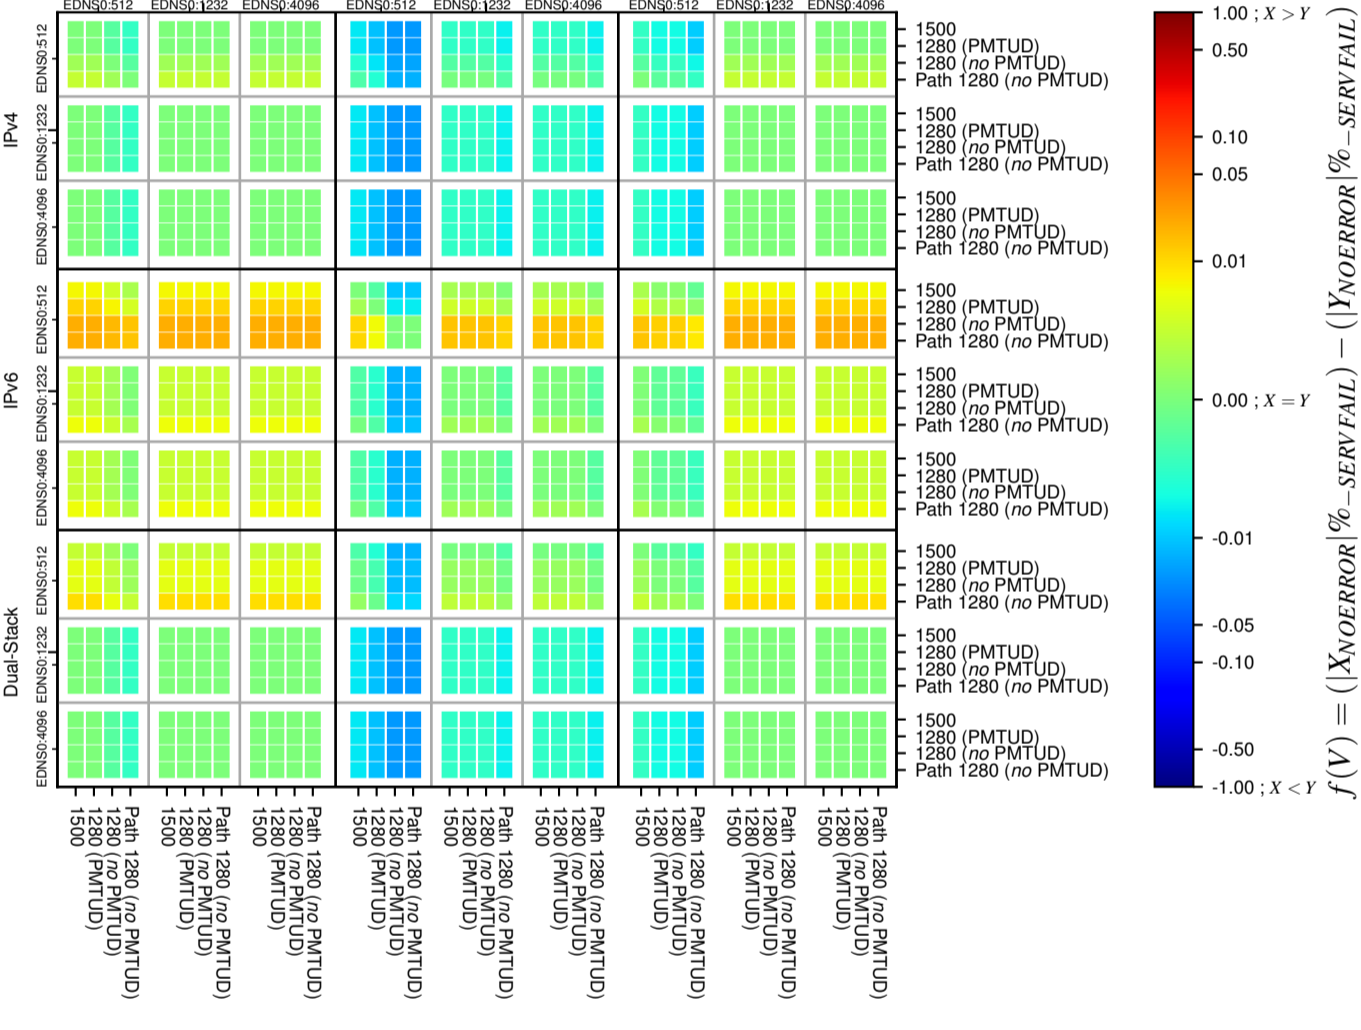 EDNS0:512 EDNS0:1232 EDNS0:4096 EDNS0:512 EDNS0:1232 EDNS0:4096 EDNS0:512 EDNS0:1232 EDNS0:4096
IPv4
EDNS0:512
1500
1280 (PMTUD)
1280 (no PMTUD)
Path 1280 (no PMTUD)
EDNS0:1232
1500
1280 (PMTUD)
1280 (no PMTUD)
Path 1280 (no PMTUD)
EDNS0:4096
1500
1280 (PMTUD)
1280 (no PMTUD)
Path 1280 (no PMTUD)
IPv6
EDNS0:512
1500
1280 (PMTUD)
1280 (no PMTUD)
Path 1280 (no PMTUD)
EDNS0:1232
1500
1280 (PMTUD)
1280 (no PMTUD)
Path 1280 (no PMTUD)
EDNS0:4096
1500
1280 (PMTUD)
1280 (no PMTUD)
Path 1280 (no PMTUD)
Dual-Stack
EDNS0:512
1500
1280 (PMTUD)
1280 (no PMTUD)
Path 1280 (no PMTUD)
EDNS0:1232
1500
1280 (PMTUD)
1280 (no PMTUD)
Path 1280 (no PMTUD)
EDNS0:4096
1500
1280 (PMTUD)
1280 (no PMTUD)
Path 1280 (no PMTUD)
1500
1280 (PMTUD)
1280 (no PMTUD)
Path 1280 (no PMTUD)
1500
1280 (PMTUD)
1280 (no PMTUD)
Path 1280 (no PMTUD)
1500
1280 (PMTUD)
1280 (no PMTUD)
Path 1280 (no PMTUD)
1500
1280 (PMTUD)
1280 (no PMTUD)
Path 1280 (no PMTUD)
1500
1280 (PMTUD)
1280 (no PMTUD)
Path 1280 (no PMTUD)
1500
1280 (PMTUD)
1280 (no PMTUD)
Path 1280 (no PMTUD)
1500
1280 (PMTUD)
1280 (no PMTUD)
Path 1280 (no PMTUD)
1500
1280 (PMTUD)
1280 (no PMTUD)
Path 1280 (no PMTUD)
1500
1280 (PMTUD)
1280 (no PMTUD)
Path 1280 (no PMTUD)
1.00 ; X > Y
0.50
0.10
0.05
0.01
0.00 ; X = Y
-0.01
-0.05
-0.10
-0.50
-1.00 ; X < Y
f(V) = (|X_NOERROR|%−SERVFAIL) − (|Y_NOERROR|%−SERVFAIL)